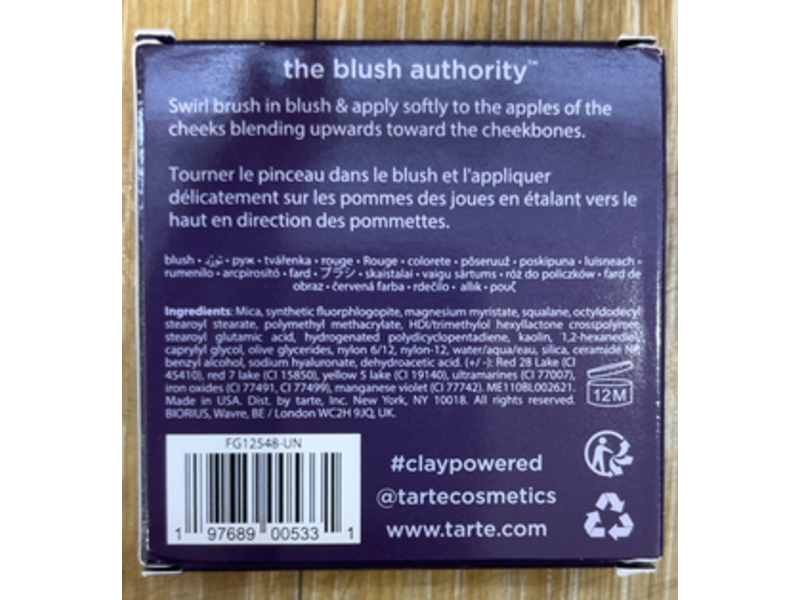 the blush authority™
Swirl brush in blush & apply softly to the apples of the
cheeks blending upwards toward the cheekbones.
Tourner le pinceau dans le blush et l'appliquer
délicatement sur les pommes des joues en étalant vers le
haut en direction des pommettes.
blush • تورّد • руж • tvářenka • rouge • Rouge • colorete • põseruuž • poskipuna • luisneach •
rumenilo • arcpirosító • fard • ブラシ • skaistalai • vaigu sārtums • róż do policzków • fard de
obraz • červená farba • rdečilo • allık • ρουζ
Ingredients: Mica, synthetic fluorphlogopite, magnesium myristate, squalane, octyldodecyl
stearoyl stearate, polymethyl methacrylate, HDI/trimethylol hexyllactone crosspolymer,
stearoyl glutamic acid, hydrogenated polydicyclopentadiene, kaolin, 1,2-hexanediol,
caprylyl glycol, olive glycerides, nylon 6/12, nylon-12, water/aqua/eau, silica, ceramide NP,
benzyl alcohol, sodium hyaluronate, dehydroacetic acid. (+/-): Red 28 Lake (CI
45410), red 7 lake (CI 15850), yellow 5 lake (CI 19140), ultramarines (CI 77007),
iron oxides (CI 77491, CI 77499), manganese violet (CI 77742). ME1108L002621.
Made in USA. Dist. by tarte, inc. New York, NY 10018. All rights reserved.
BIORIUS, Wavre, BE / London WC2H 9JQ, UK.
12M
FG12548-UN
1 97689 00533 1
#claypowered
@tartecosmetics
www.tarte.com